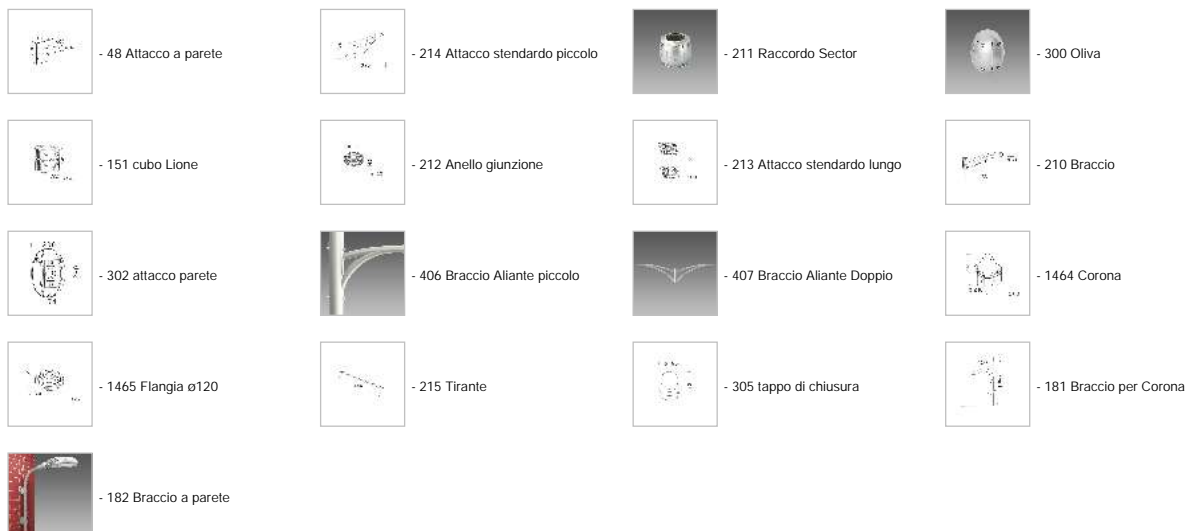 - 48 Attacco a parete
- 214 Attacco stendardo piccolo
- 211 Raccordo Sector
- 300 Oliva
- 151 cubo Lione
- 212 Anello giunzione
- 213 Attacco stendardo lungo
- 210 Braccio
- 302 attacco parete
- 406 Braccio Aliante piccolo
- 407 Braccio Aliante Doppio
- 1464 Corona
- 1465 Flangia ø120
- 215 Tirante
- 305 tappo di chiusura
- 181 Braccio per Corona
- 182 Braccio a parete